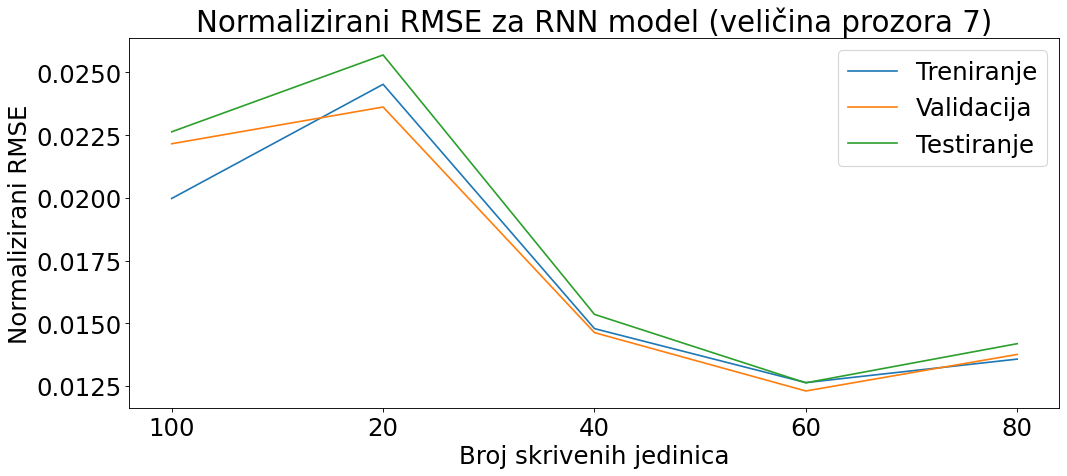 Normalizirani RMSE za RNN model (veličina prozora 7)
Normalizirani RMSE
0.0250
0.0225
0.0200
0.0175
0.0150
0.0125
Treniranje
Validacija
Testiranje
100 20 40 60 80
Broj skrivenih jedinica